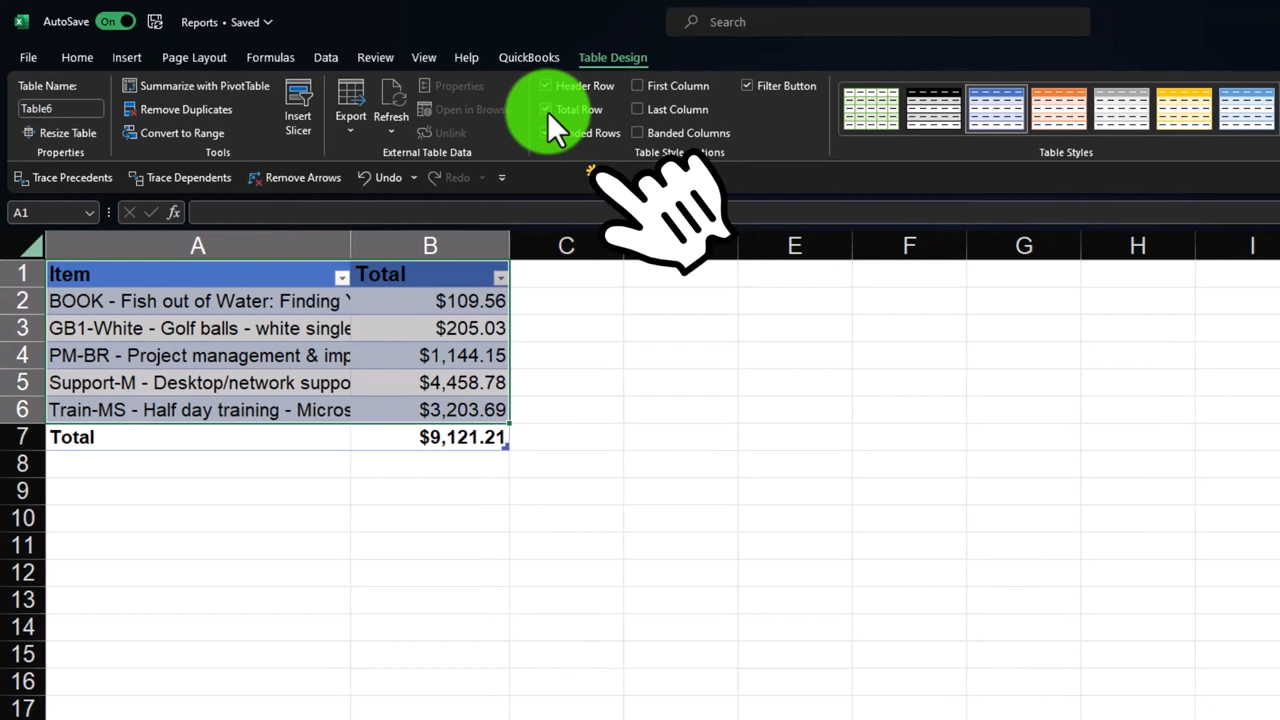 AutoSave On Reports • Saved Search
File Home Insert Page Layout Formulas Data Review View Help QuickBooks Table Design
Table Name:
Table6
Resize Table
Properties
Summarize with PivotTable
Remove Duplicates
Convert to Range
Tools
Insert
Slicer
Export
Refresh
Properties
Open in Brows
Unlink
External Table Data
Header Row First Column Filter Button
Total Row Last Column
Rows Banded Columns
Table Style
Table Styles
Trace Precedents Trace Dependents Remove Arrows Undo Redo
A1 fx
A B C E F G H I
1 Item Total
2 BOOK - Fish out of Water: Finding $109.56
3 GB1-White - Golf balls - white single $205.03
4 PM-BR - Project management & imp $1,144.15
5 Support-M - Desktop/network suppo $4,458.78
6 Train-MS - Half day training - Micros $3,203.69
7 Total $9,121.21
8
9
10
11
12
13
14
15
16
17